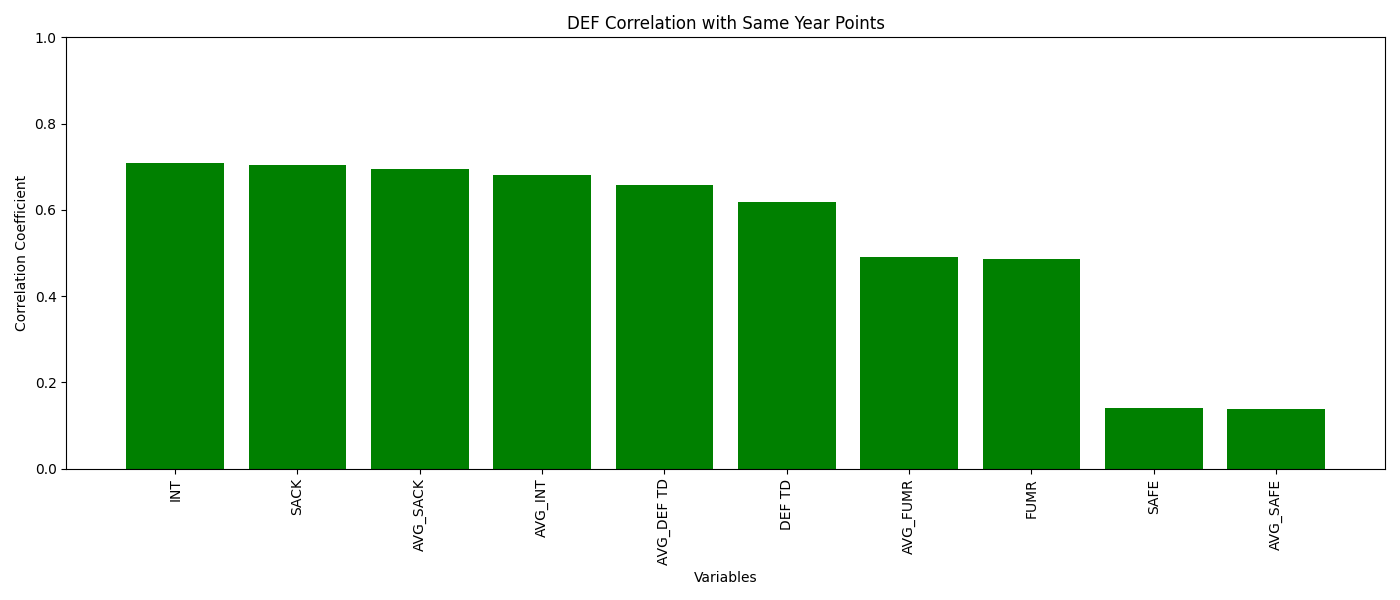 DEF Correlation with Same Year Points
Correlation Coefficient
1.0
0.8
0.6
0.4
0.2
0.0
INT
SACK
AVG_SACK
AVG_INT
AVG_DEF TD
DEF TD
AVG_FUMR
FUMR
SAFE
AVG_SAFE
Variables